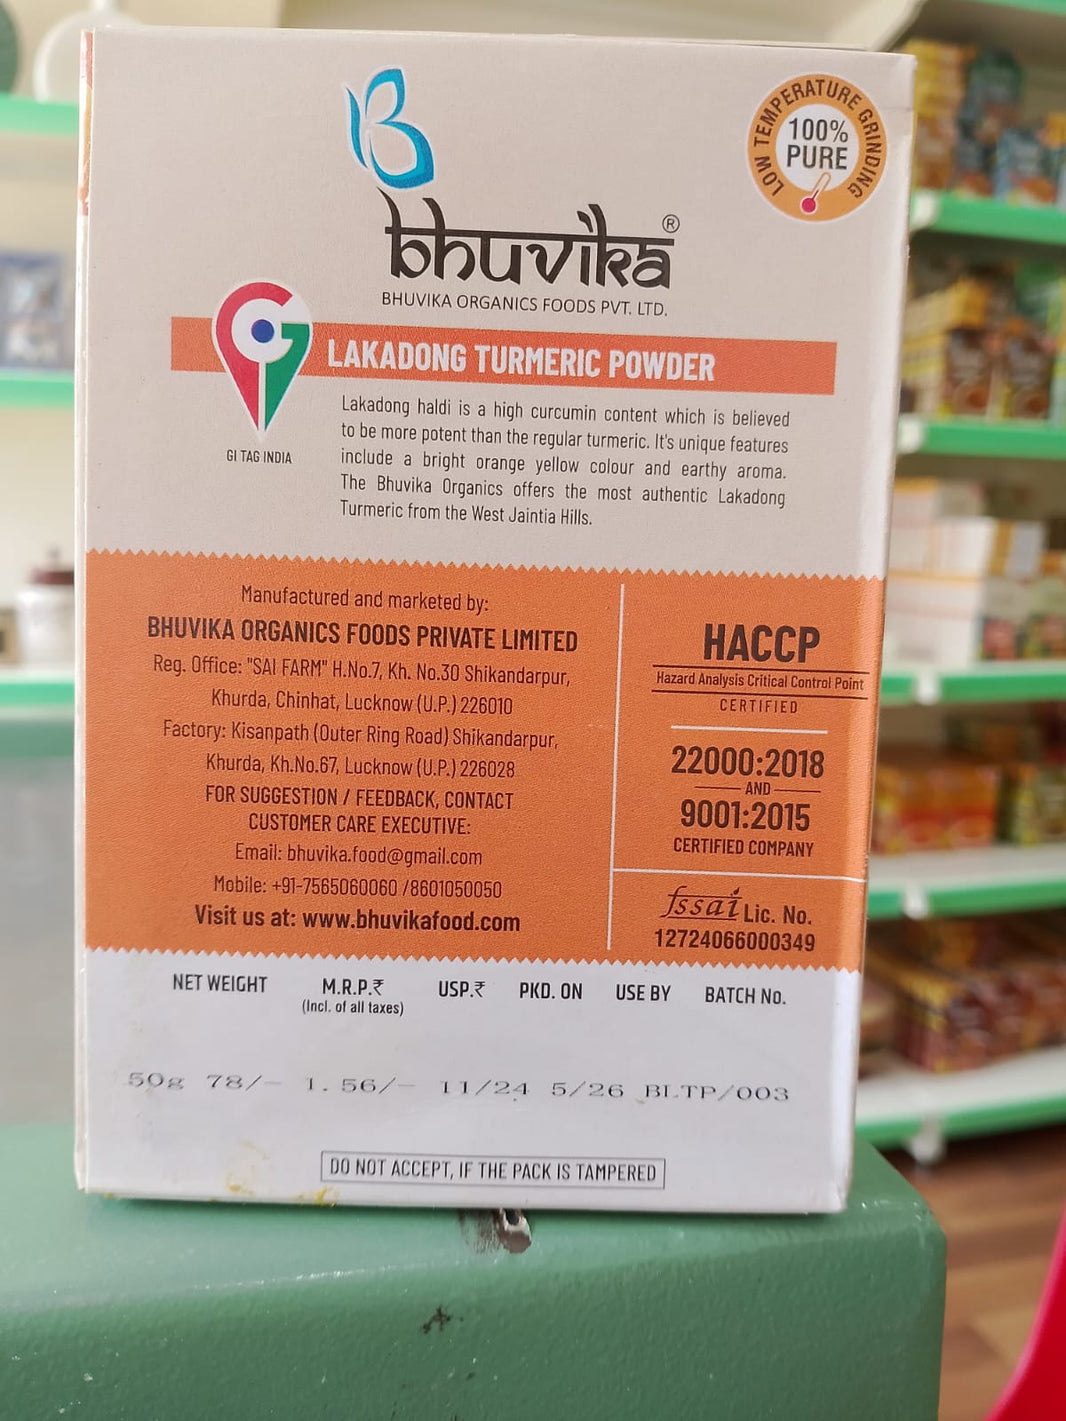 LOW TEMPERATURE GRINDING
100%
PURE
bhuvika®
BHUVIKA ORGANICS FOODS PVT. LTD.
LAKADONG TURMERIC POWDER
GI TAG INDIA
Lakadong haldi is a high curcumin content which is believed
to be more potent than the regular turmeric. It's unique features
include a bright orange yellow colour and earthy aroma.
The Bhuvika Organics offers the most authentic Lakadong
Turmeric from the West Jaintia Hills.
Manufactured and marketed by:
BHUVIKA ORGANICS FOODS PRIVATE LIMITED
Reg. Office: "SAI FARM" H.No.7, Kh. No.30 Shikandarpur,
Khurda, Chinhat, Lucknow (U.P.) 226010
Factory: Kisanpath (Outer Ring Road) Shikandarpur,
Khurda, Kh.No.67, Lucknow (U.P.) 226028
FOR SUGGESTION / FEEDBACK, CONTACT
CUSTOMER CARE EXECUTIVE:
Email: bhuvika.food@gmail.com
Mobile: +91-7565060060 /8601050050
Visit us at: www.bhuvikafood.com
HACCP
Hazard Analysis Critical Control Point
CERTIFIED
22000:2018
AND
9001:2015
CERTIFIED COMPANY
fssai Lic. No.
12724066000349
NET WEIGHT M.R.P.₹ USP.₹ PKD. ON USE BY BATCH No.
(Incl. of all taxes)
50g 78/- 1.56/- 11/24 5/26 BLTP/003
DO NOT ACCEPT, IF THE PACK IS TAMPERED